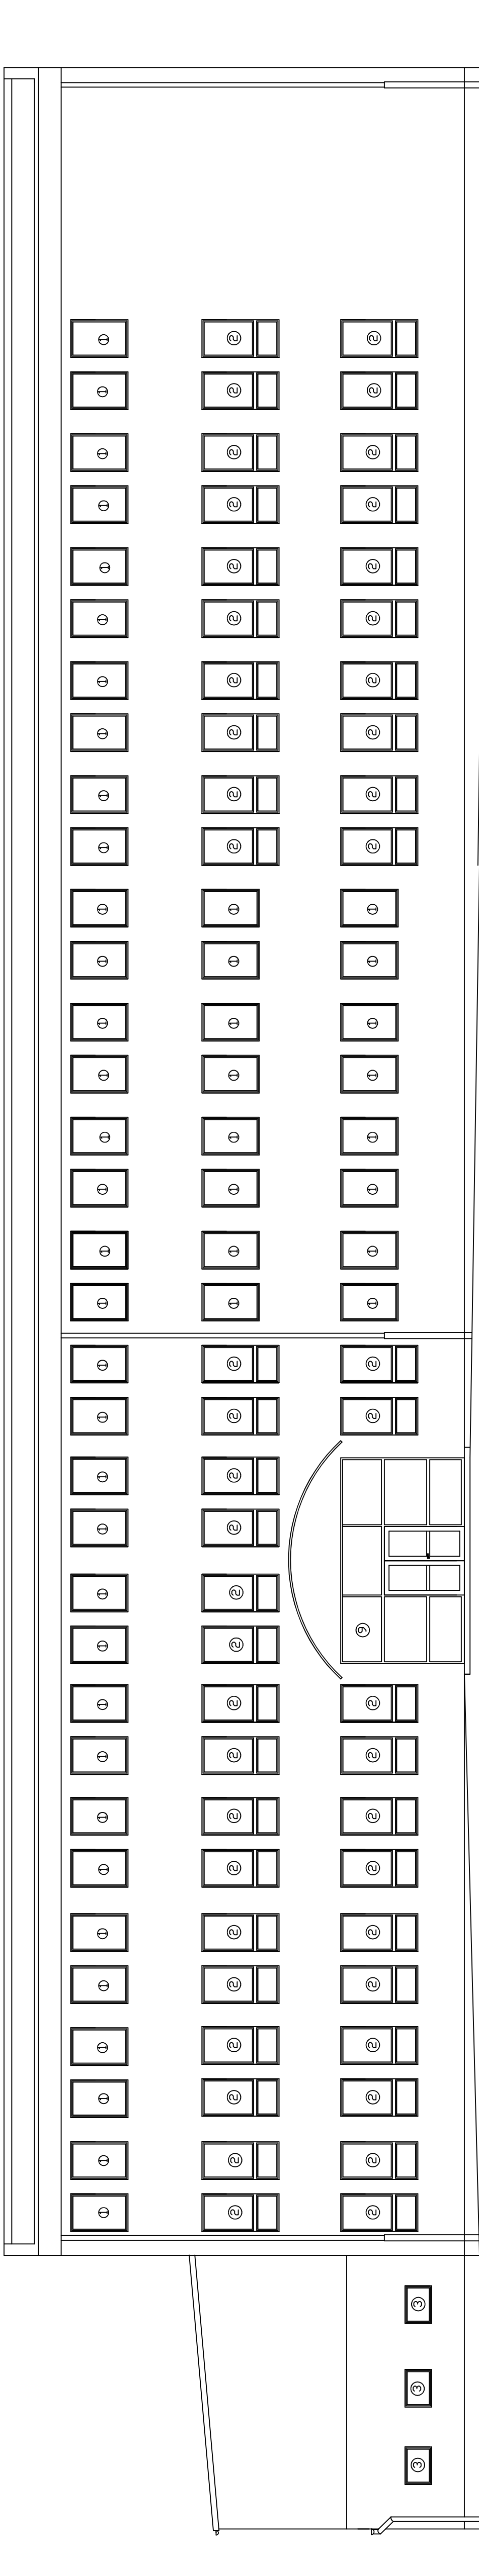 ① ① ① ① ① ① ① ① ① ① ① ① ① ① ① ① ① ① ① ① ① ① ① ① ① ① ① ① ① ① ① ① ① ①
② ② ② ② ② ② ② ② ② ② ② ② ② ② ② ② ① ① ① ① ① ① ① ① ② ② ② ② ② ② ② ② ② ②
② ② ② ② ② ② ② ② ② ② ⑨ ② ② ① ① ① ① ① ① ① ① ② ② ② ② ② ② ② ② ② ②
③ ③ ③